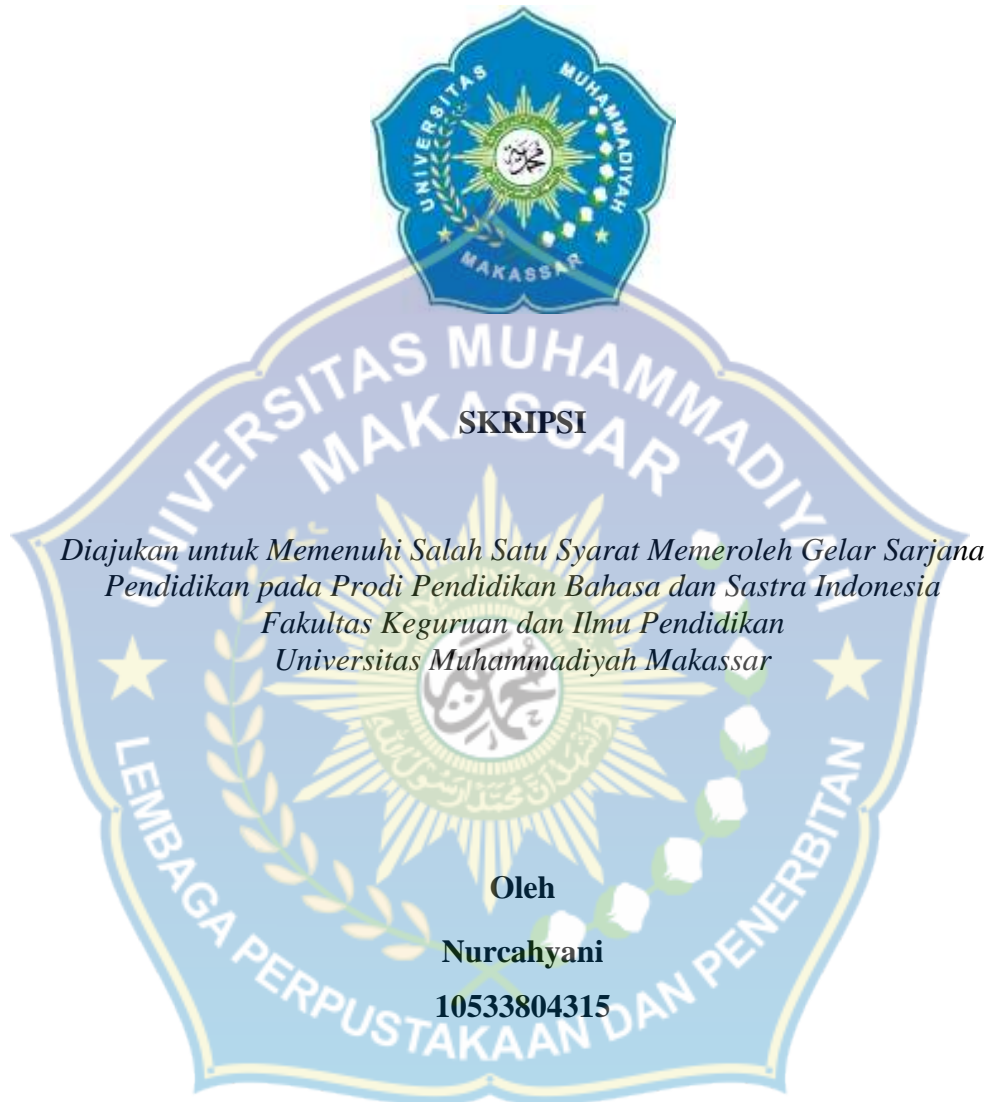 UNIVERSITAS MUHAMMADIYAH
MAKASSAR
UNIVERSITAS MUHAMMADIYAH
MAKASSAR
SKRIPSI
Diajukan untuk Memenuhi Salah Satu Syarat Memeroleh Gelar Sarjana
Pendidikan pada Prodi Pendidikan Bahasa dan Sastra Indonesia
Fakultas Keguruan dan Ilmu Pendidikan
Universitas Muhammadiyah Makassar
Oleh
Nurcahyani
10533804315
LEMBAGA PERPUSTAKAAN DAN PENERBITAN